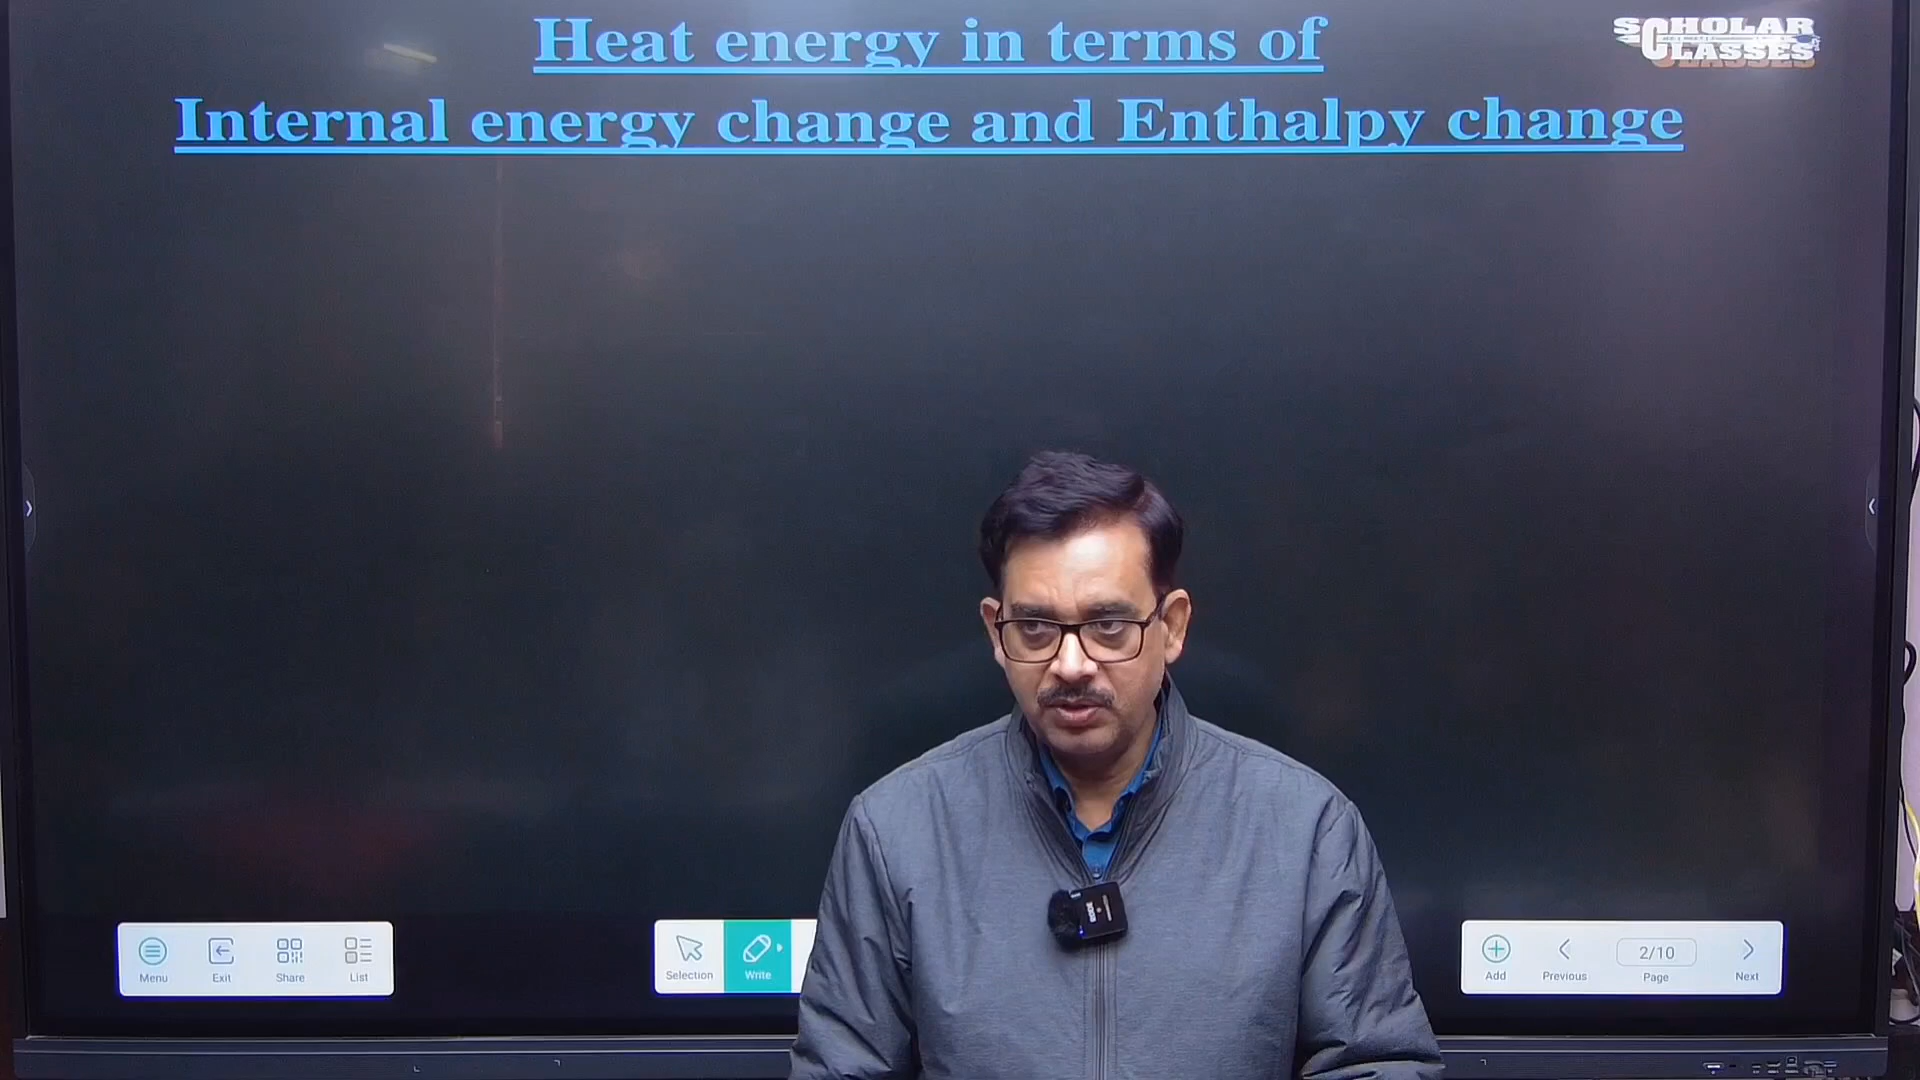 Heat energy in terms of
Internal energy change and Enthalpy change
SCHOLAR
CLASSES
Menu
Exit
Share
List
Selection
Write
Add
Previous
2/10
Page
Next